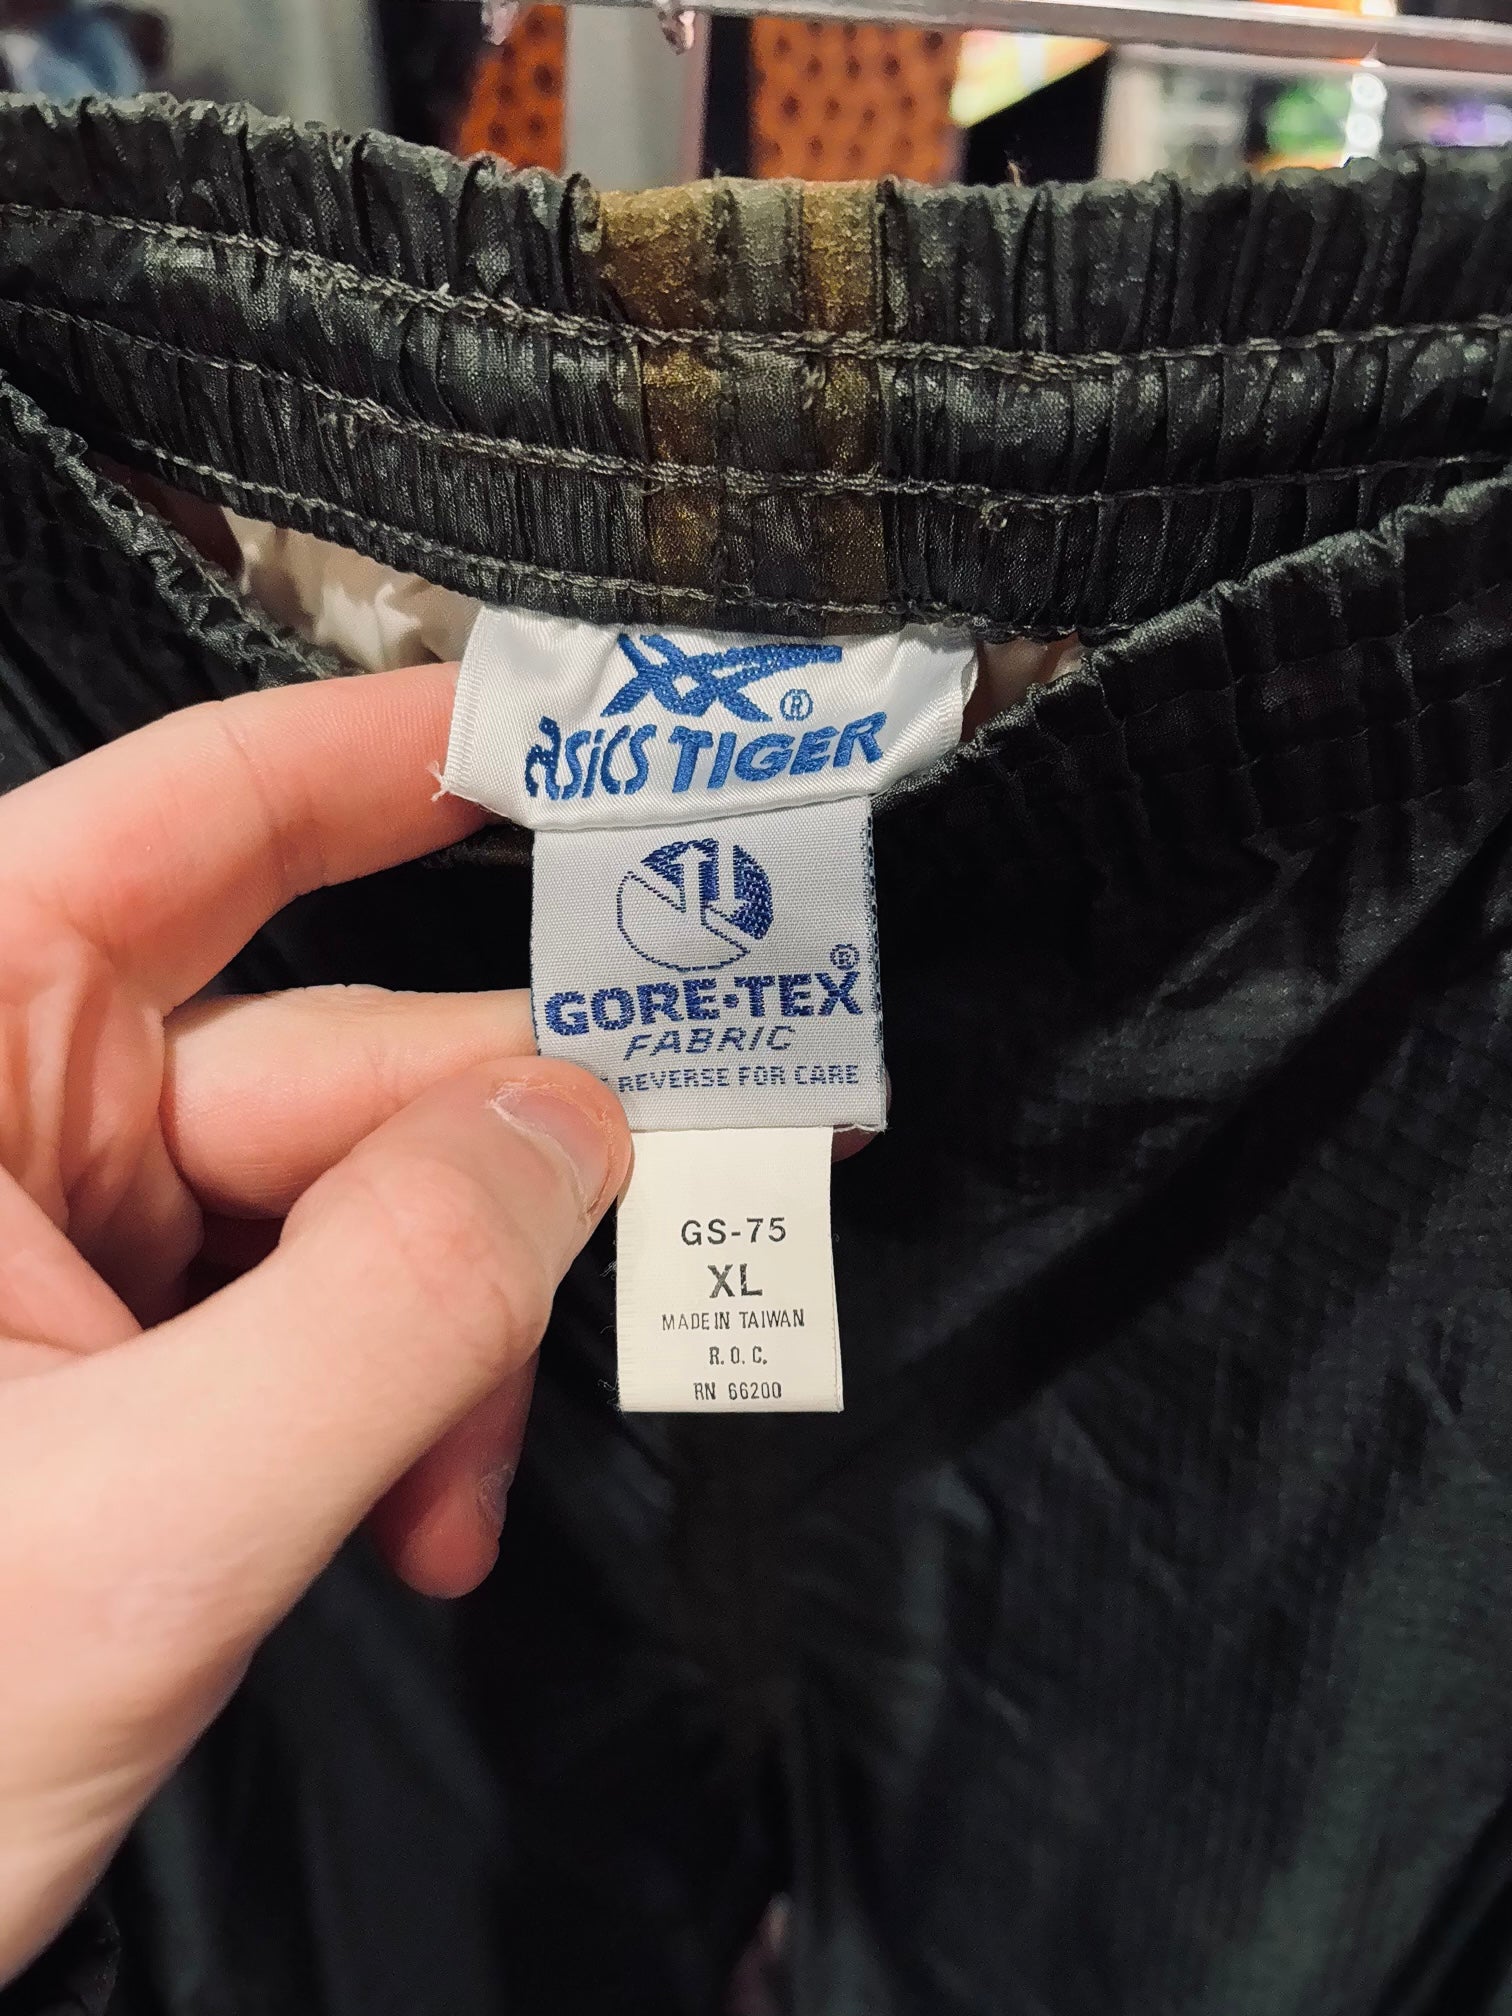 ®
asics TIGER
GORE-TEX®
FABRIC
REVERSE FOR CARE
GS-75
XL
MADE IN TAIWAN
R.O.C.
RN 66200